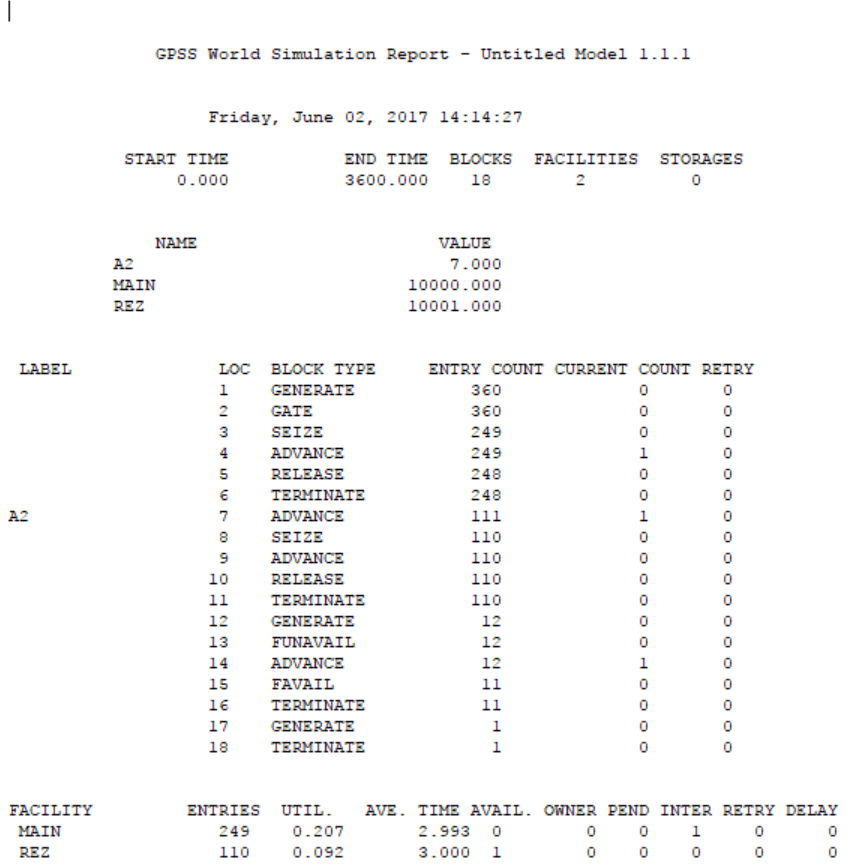 GPSS World Simulation Report - Untitled Model 1.1.1
Friday, June 02, 2017 14:14:27
START TIME END TIME BLOCKS FACILITIES STORAGES
0.000 3600.000 18 2 0
NAME VALUE
A2 7.000
MAIN 10000.000
REZ 10001.000
LABEL LOC BLOCK TYPE ENTRY COUNT CURRENT COUNT RETRY
1 GENERATE 360 0 0
2 GATE 360 0 0
3 SEIZE 249 0 0
4 ADVANCE 249 1 0
5 RELEASE 248 0 0
6 TERMINATE 248 0 0
A2 7 ADVANCE 111 1 0
8 SEIZE 110 0 0
9 ADVANCE 110 0 0
10 RELEASE 110 0 0
11 TERMINATE 110 0 0
12 GENERATE 12 0 0
13 FUNAVAIL 12 0 0
14 ADVANCE 12 1 0
15 FAVAIL 11 0 0
16 TERMINATE 11 0 0
17 GENERATE 1 0 0
18 TERMINATE 1 0 0
FACILITY ENTRIES UTIL. AVE. TIME AVAIL. OWNER PEND INTER RETRY DELAY
MAIN 249 0.207 2.993 0 0 0 1 0 0
REZ 110 0.092 3.000 1 0 0 0 0 0